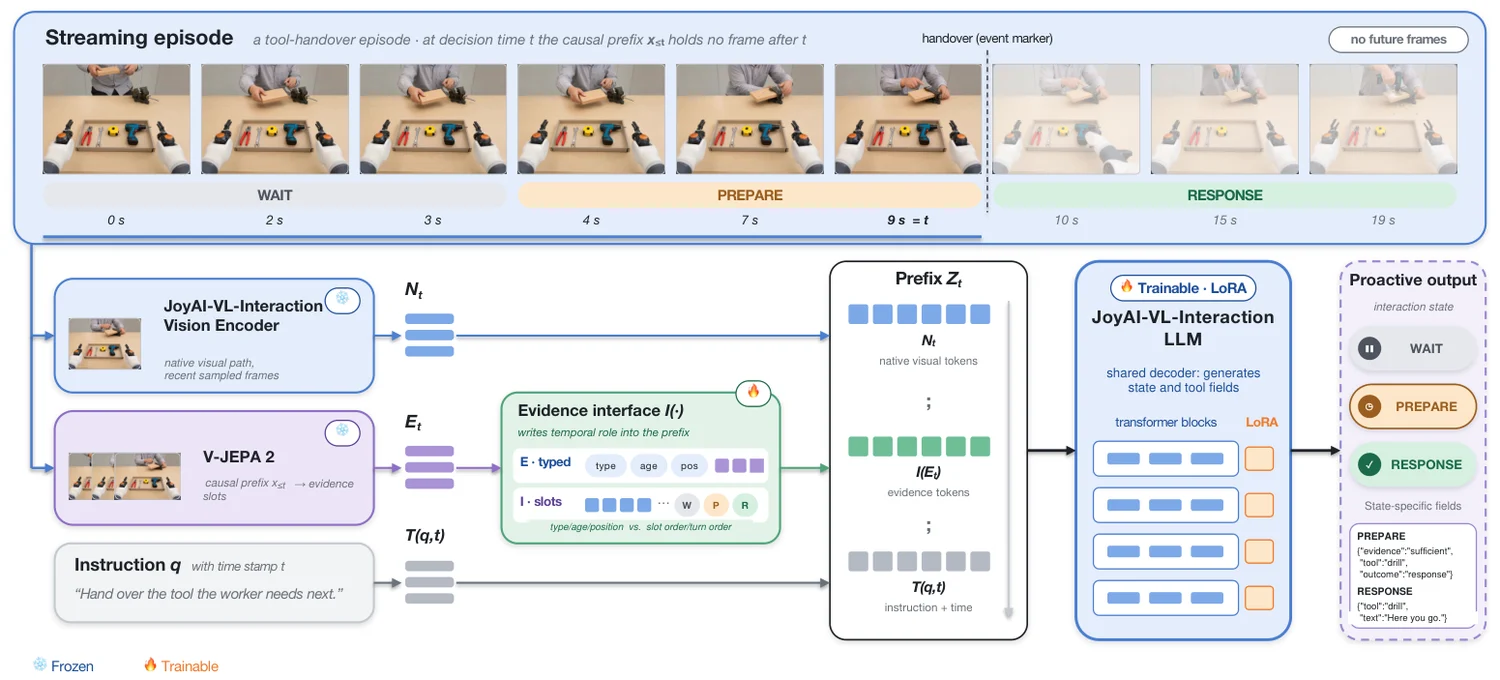 Streaming episode
a tool-handover episode · at decision time t the causal prefix x≤t holds no frame after t
handover (event marker)
no future frames
WAIT
PREPARE
RESPONSE
0 s
2 s
3 s
4 s
7 s
9 s = t
10 s
15 s
19 s
JoyAI-VL-Interaction
Vision Encoder
native visual path,
recent sampled frames
Nt
V-JEPA 2
causal prefix x≤t → evidence
slots
Et
Instruction q with time stamp t
“Hand over the tool the worker needs next.”
T(q,t)
Evidence interface I(·)
writes temporal role into the prefix
E · typed
type
age
pos
I · slots
...
W
P
R
type/age/position vs. slot order/turn order
Prefix Zt
Nt
native visual tokens
;
I(Et)
evidence tokens
;
T(q,t)
instruction + time
Trainable · LoRA
JoyAI-VL-Interaction
LLM
shared decoder: generates
state and tool fields
transformer blocks
LoRA
Proactive output
interaction state
WAIT
PREPARE
RESPONSE
State-specific fields
PREPARE
{"evidence":"sufficient",
"tool":"drill",
"outcome":"response"}
RESPONSE
{"tool":"drill",
"text":"Here you go."}
Frozen
Trainable